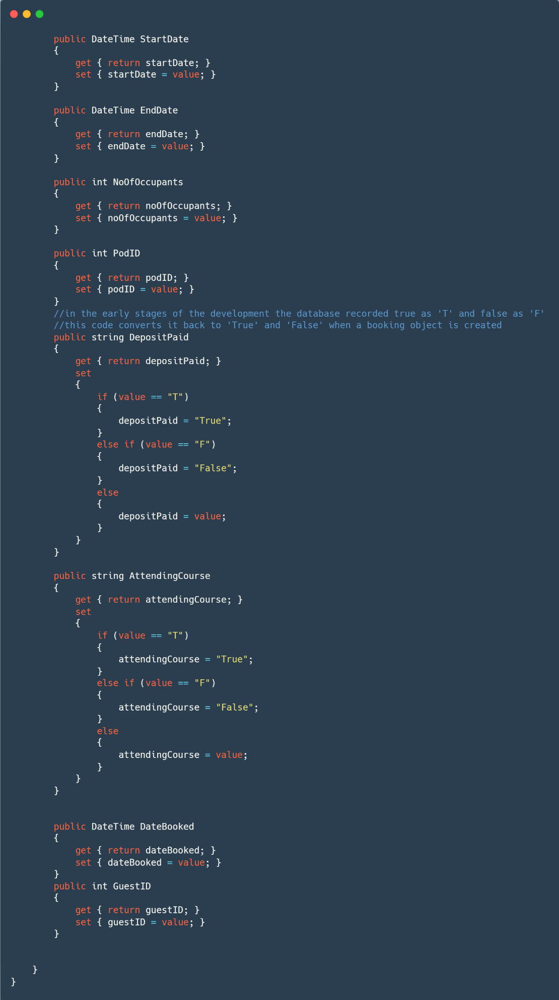 public DateTime StartDate
{
get { return startDate; }
set { startDate = value; }
}
public DateTime EndDate
{
get { return endDate; }
set { endDate = value; }
}
public int NoOfOccupants
{
get { return noOfOccupants; }
set { noOfOccupants = value; }
}
public int PodID
{
get { return podID; }
set { podID = value; }
}
//in the early stages of the development the database recorded true as 'T' and false as 'F'
//this code converts it back to 'True' and 'False' when a booking object is created
public string DepositPaid
{
get { return depositPaid; }
set
{
if (value == "T")
{
depositPaid = "True";
}
else if (value == "F")
{
depositPaid = "False";
}
else
{
depositPaid = value;
}
}
}
public string AttendingCourse
{
get { return attendingCourse; }
set
{
if (value == "T")
{
attendingCourse = "True";
}
else if (value == "F")
{
attendingCourse = "False";
}
else
{
attendingCourse = value;
}
}
}
public DateTime DateBooked
{
get { return dateBooked; }
set { dateBooked = value; }
}
public int GuestID
{
get { return guestID; }
set { guestID = value; }
}
}
}